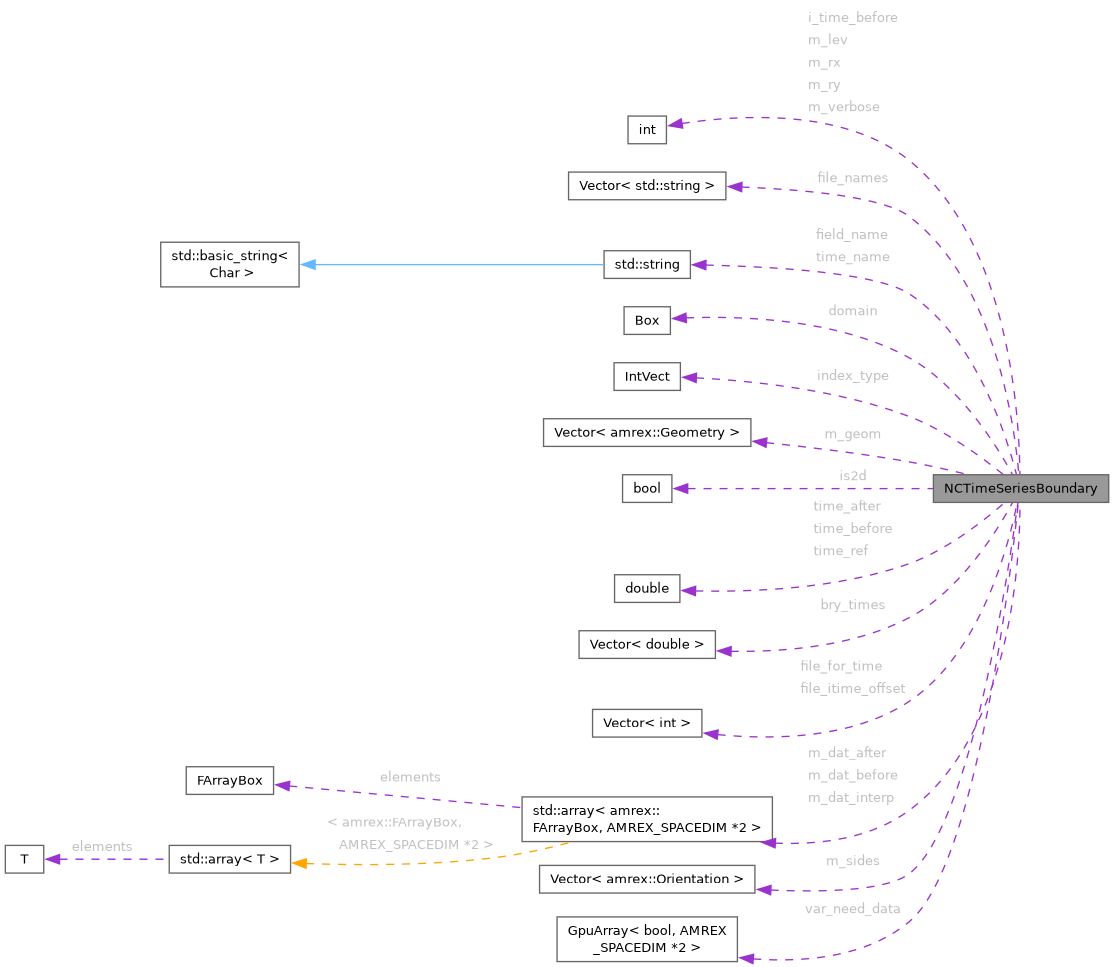 i_time_before
m_lev
m_rx
m_ry
m_verbose
int
file_names
Vector< std::string >
field_name
time_name
std::basic_string<
Char >
std::string
domain
Box
index_type
IntVect
m_geom
Vector< amrex::Geometry >
is2d
bool
NCTimeSeriesBoundary
time_after
time_before
time_ref
double
bry_times
Vector< double >
file_for_time
file_itime_offset
Vector< int >
m_dat_after
m_dat_before
m_dat_interp
FArrayBox
elements
std::array< amrex::
FArrayBox, AMREX_SPACEDIM *2 >
< amrex::FArrayBox,
AMREX_SPACEDIM *2 >
T
elements
std::array< T >
m_sides
Vector< amrex::Orientation >
var_need_data
GpuArray< bool, AMREX
_SPACEDIM *2 >